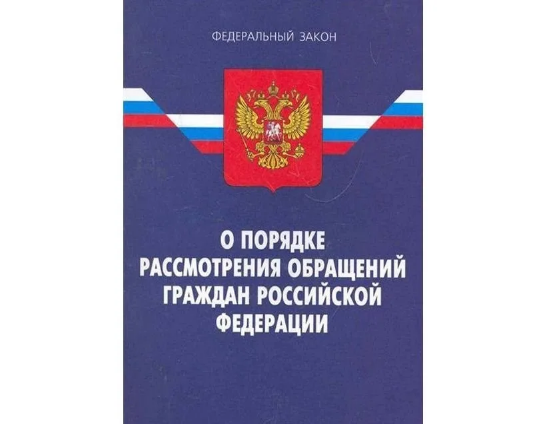 ФЕДЕРАЛЬНЫЙ ЗАКОН
О ПОРЯДКЕ
РАССМОТРЕНИЯ ОБРАЩЕНИЙ
ГРАЖДАН РОССИЙСКОЙ
ФЕДЕРАЦИИ